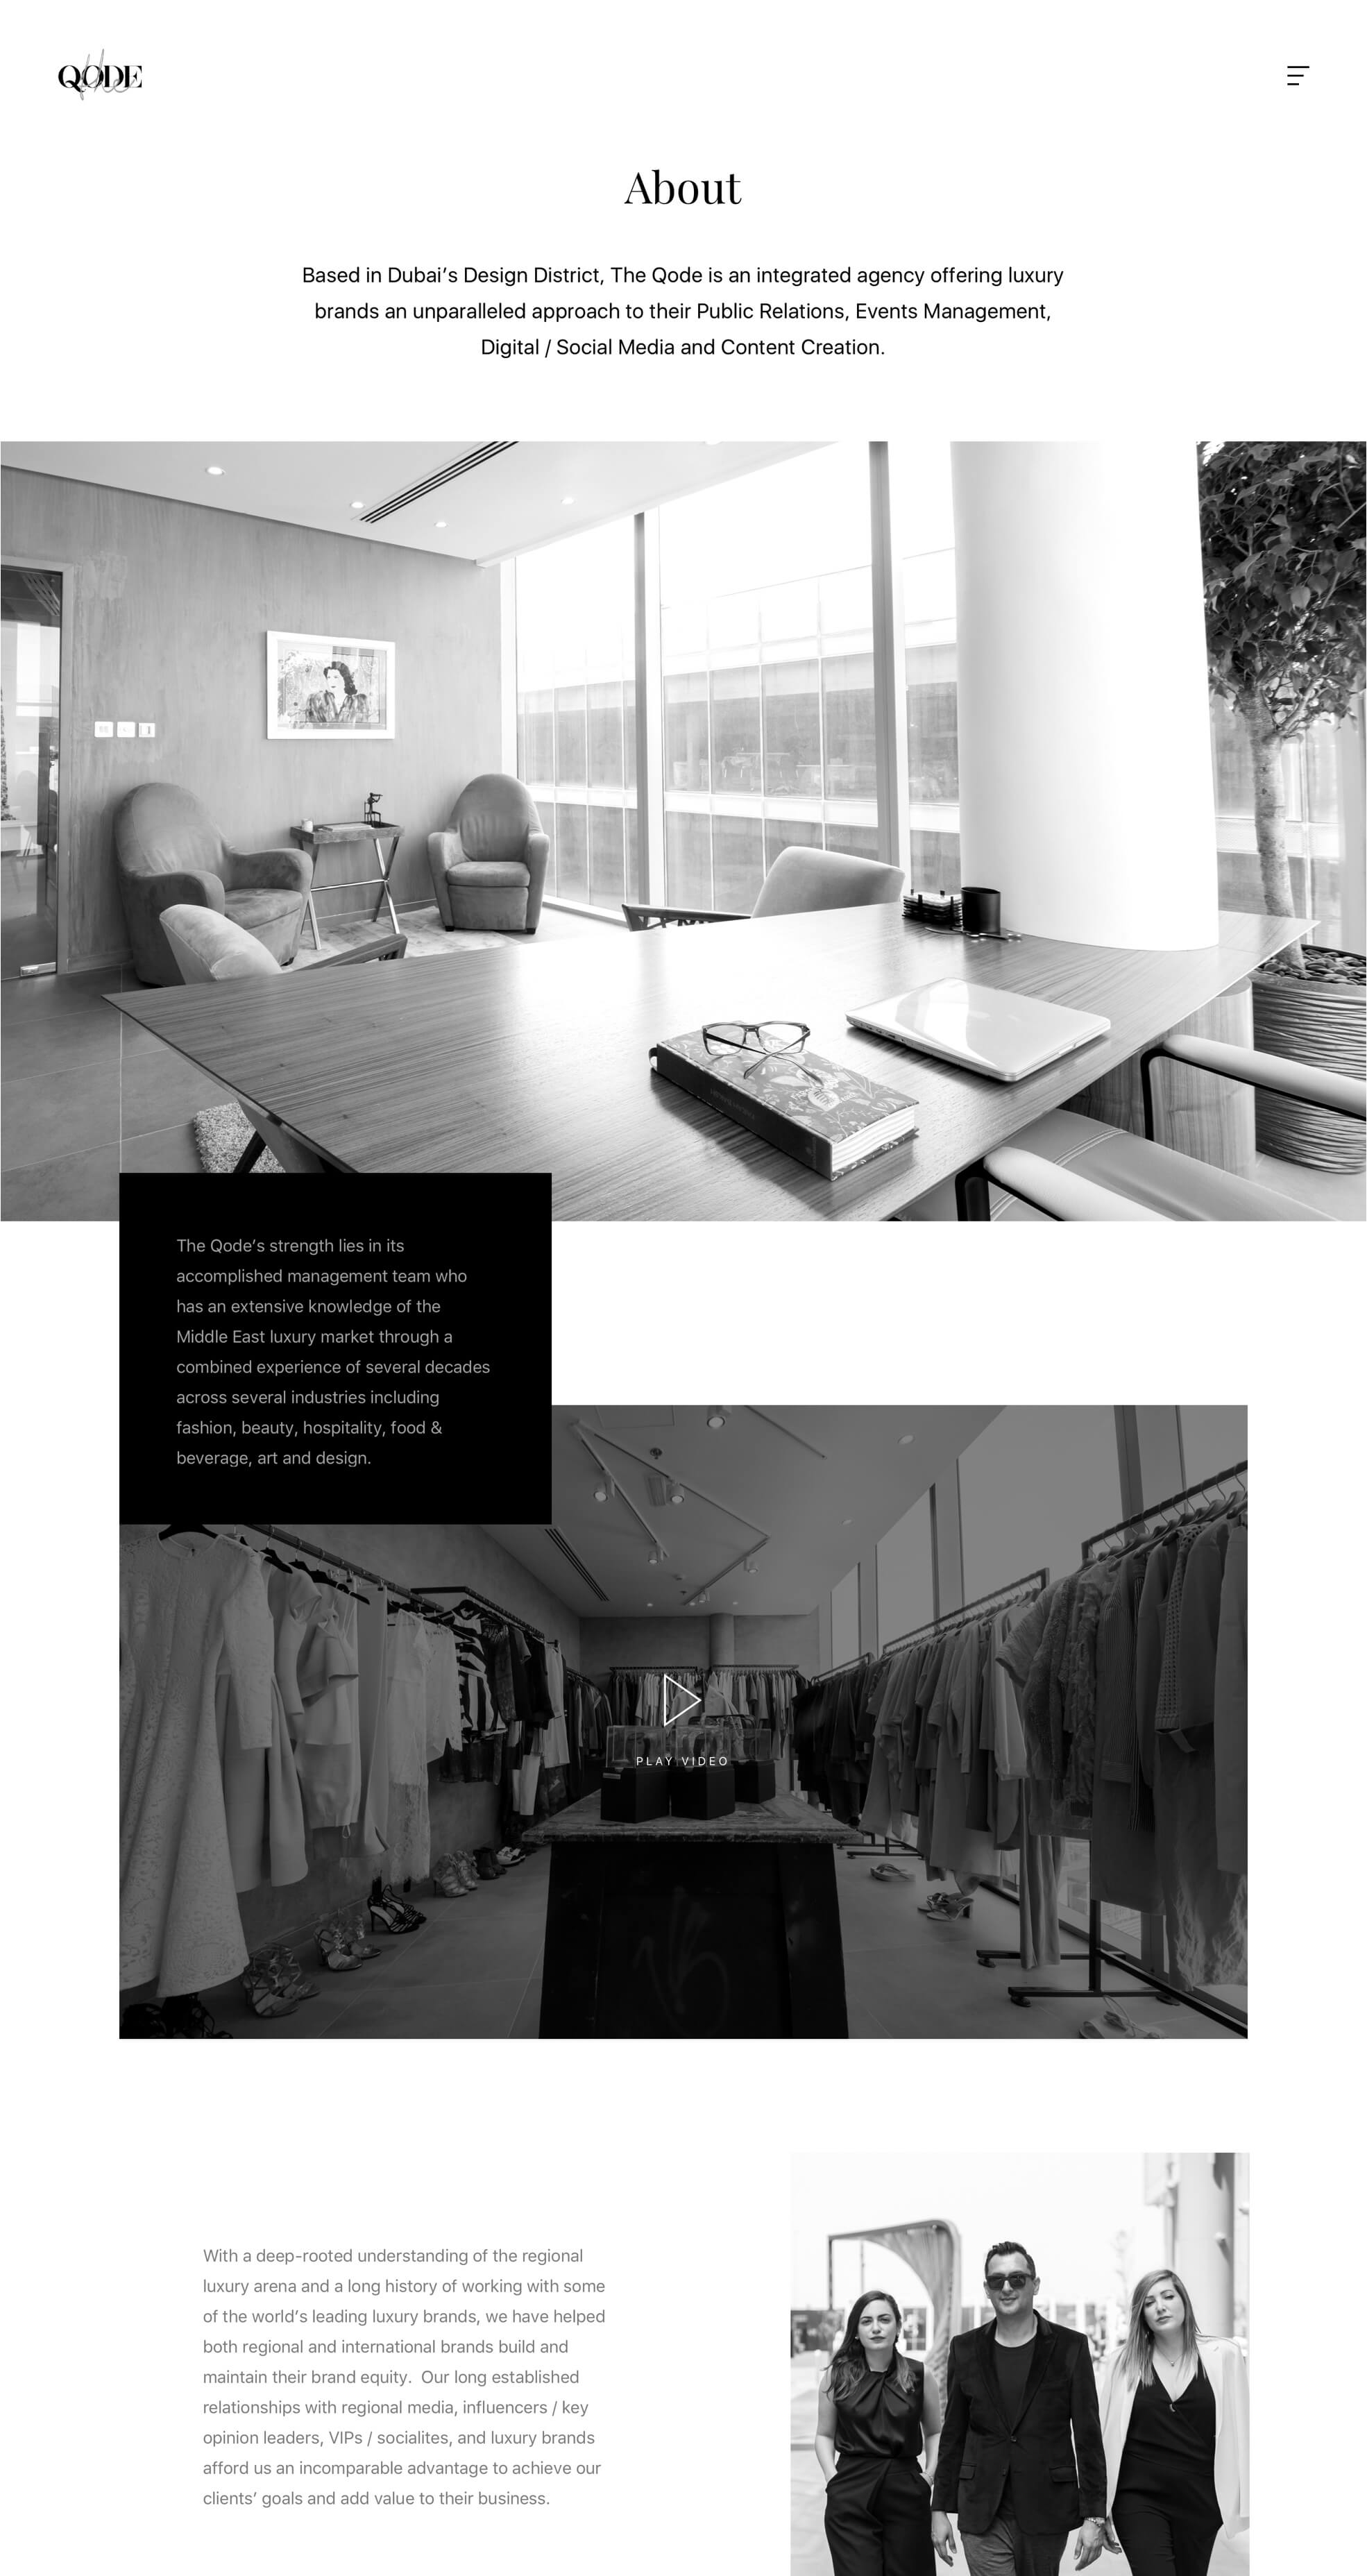 the
QODE
About
Based in Dubai’s Design District, The Qode is an integrated agency offering luxury
brands an unparalleled approach to their Public Relations, Events Management,
Digital / Social Media and Content Creation.
The Qode’s strength lies in its
accomplished management team who
has an extensive knowledge of the
Middle East luxury market through a
combined experience of several decades
across several industries including
fashion, beauty, hospitality, food &
beverage, art and design.
PLAY VIDEO
With a deep-rooted understanding of the regional
luxury arena and a long history of working with some
of the world’s leading luxury brands, we have helped
both regional and international brands build and
maintain their brand equity.  Our long established
relationships with regional media, influencers / key
opinion leaders, VIPs / socialites, and luxury brands
afford us an incomparable advantage to achieve our
clients’ goals and add value to their business.